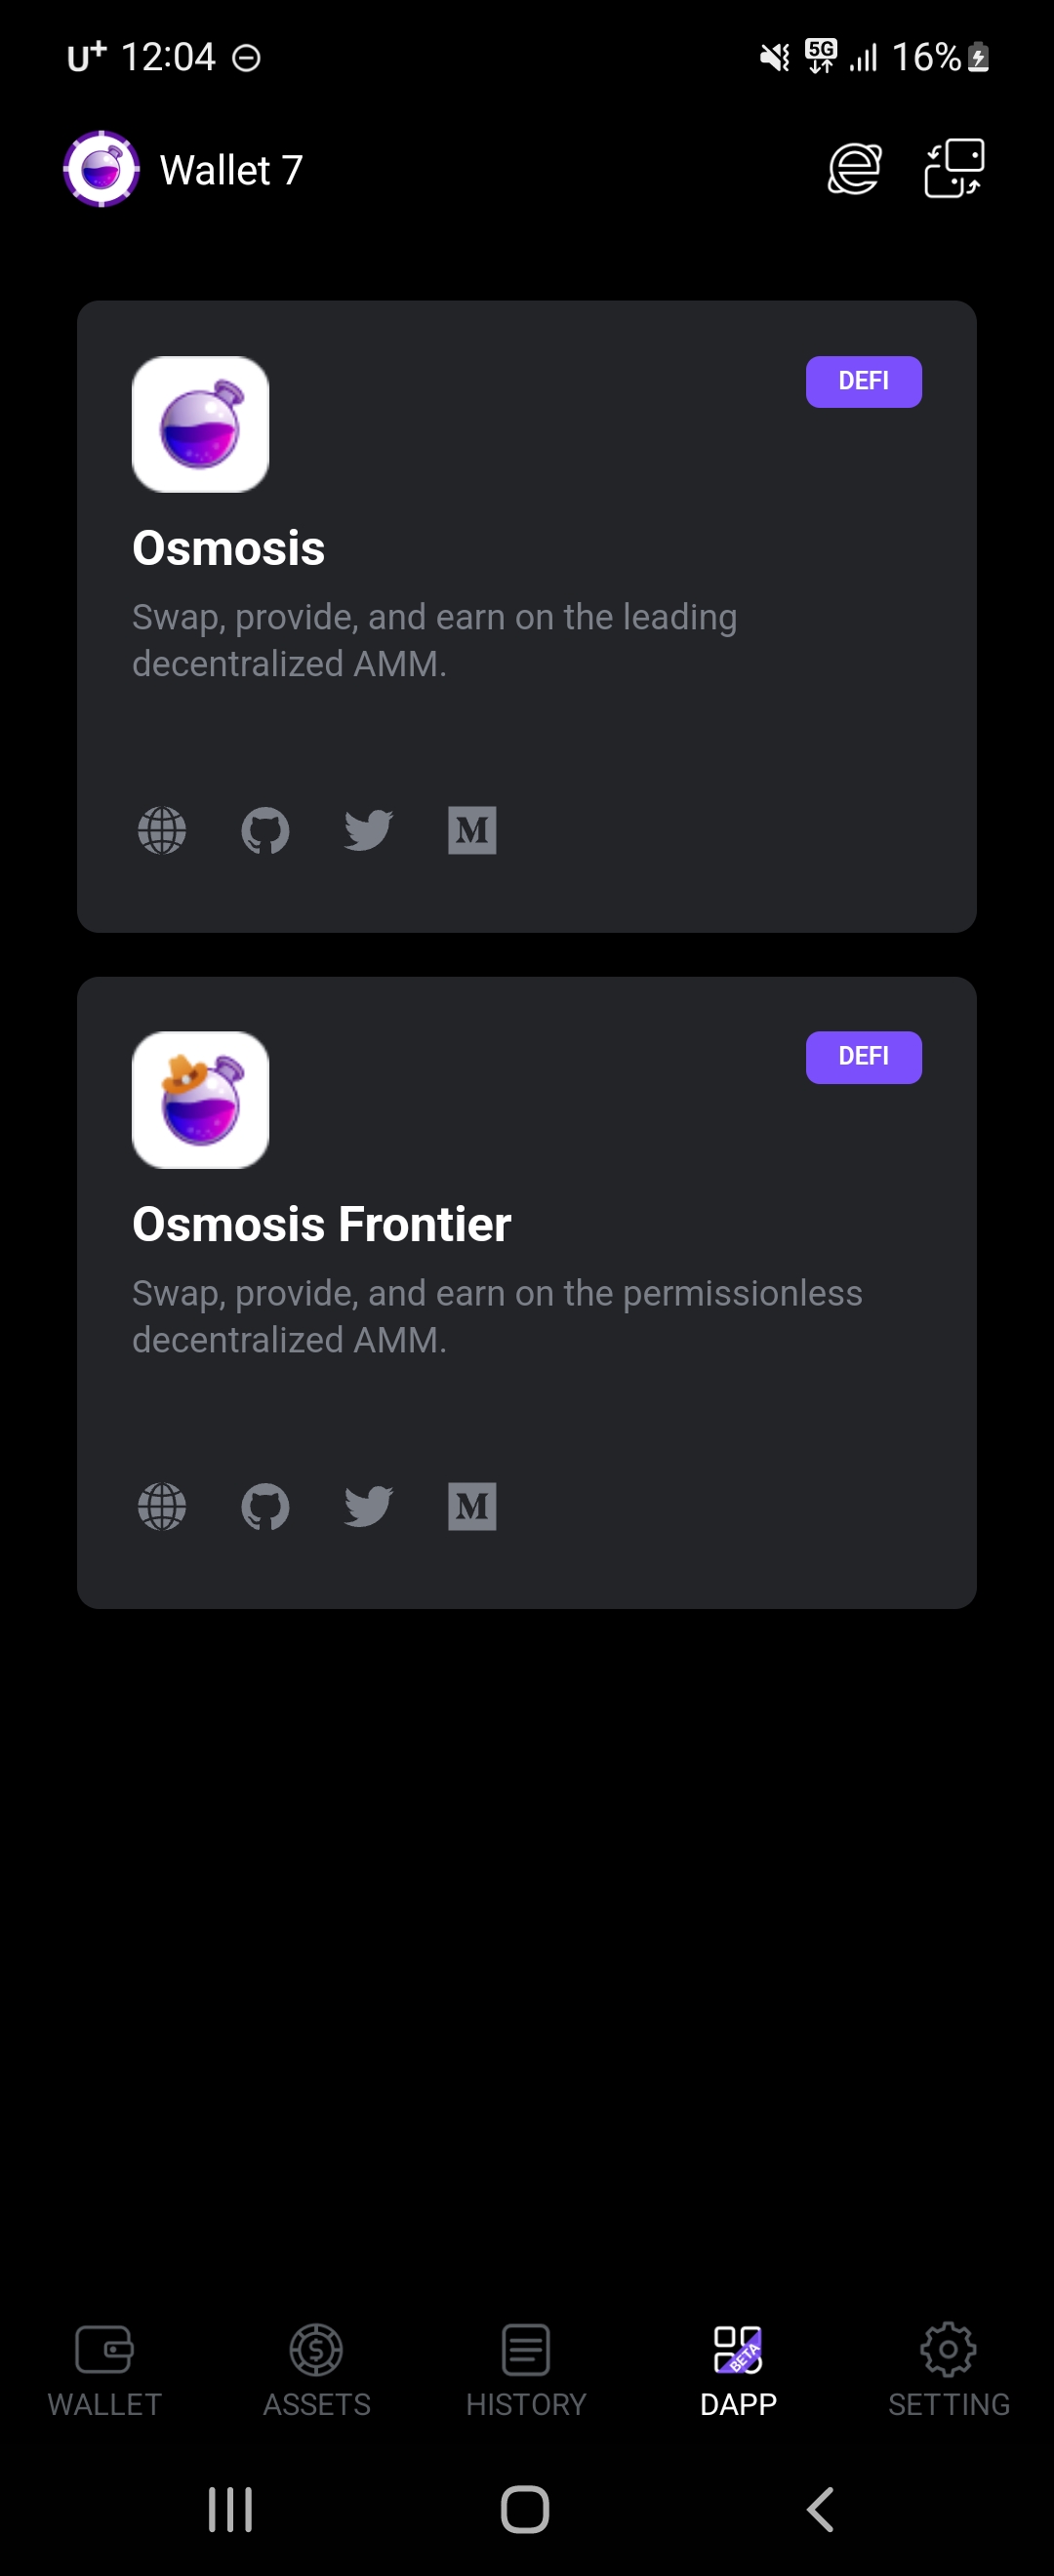 U+ 12:04 5G 16%
Wallet 7
DEFI
Osmosis
Swap, provide, and earn on the leading
decentralized AMM.
M
DEFI
Osmosis Frontier
Swap, provide, and earn on the permissionless
decentralized AMM.
M
BETA
WALLET ASSETS HISTORY DAPP SETTING